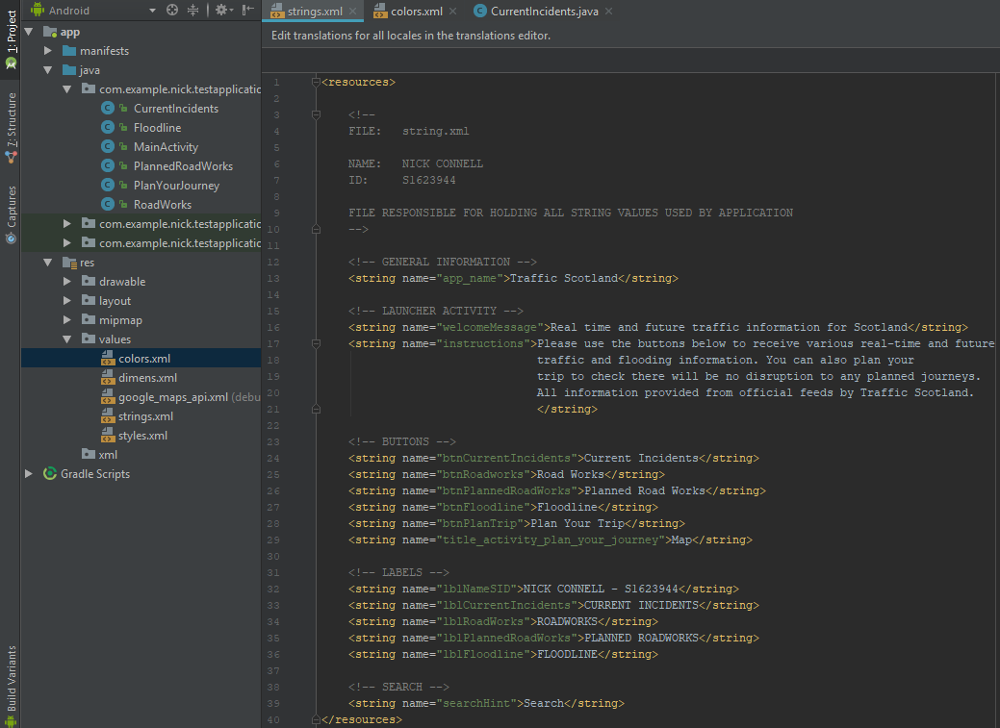 Android
strings.xml
colors.xml
CurrentIncidents.java
Edit translations for all locales in the translations editor.
1: Project
7: Structure
Captures
Build Variants
app
manifests
java
com.example.nick.testapplicatio
CurrentIncidents
Floodline
MainActivity
PlannedRoadWorks
PlanYourJourney
RoadWorks
com.example.nick.testapplicatio
com.example.nick.testapplicatio
res
drawable
layout
mipmap
values
colors.xml
dimens.xml
google_maps_api.xml (debu
strings.xml
styles.xml
xml
Gradle Scripts
1 <resources>
2
3 <!--
4 FILE: string.xml
5
6 NAME: NICK CONNELL
7 ID: S1623944
8
9 FILE RESPONSIBLE FOR HOLDING ALL STRING VALUES USED BY APPLICATION
10 -->
11
12 <!-- GENERAL INFORMATION -->
13 <string name="app_name">Traffic Scotland</string>
14
15 <!-- LAUNCHER ACTIVITY -->
16 <string name="welcomeMessage">Real time and future traffic information for Scotland</string>
17 <string name="instructions">Please use the buttons below to receive various real-time and future
18 traffic and flooding information. You can also plan your
19 trip to check there will be no disruption to any planned journeys.
20 All information provided from official feeds by Traffic Scotland.
21 </string>
22
23 <!-- BUTTONS -->
24 <string name="btnCurrentIncidents">Current Incidents</string>
25 <string name="btnRoadworks">Road Works</string>
26 <string name="btnPlannedRoadWorks">Planned Road Works</string>
27 <string name="btnFloodline">Floodline</string>
28 <string name="btnPlanTrip">Plan Your Trip</string>
29 <string name="title_activity_plan_your_journey">Map</string>
30
31 <!-- LABELS -->
32 <string name="lblNameSID">NICK CONNELL - S1623944</string>
33 <string name="lblCurrentIncidents">CURRENT INCIDENTS</string>
34 <string name="lblRoadWorks">ROADWORKS</string>
35 <string name="lblPlannedRoadWorks">PLANNED ROADWORKS</string>
36 <string name="lblFloodline">FLOODLINE</string>
37
38 <!-- SEARCH -->
39 <string name="searchHint">Search</string>
40 </resources>